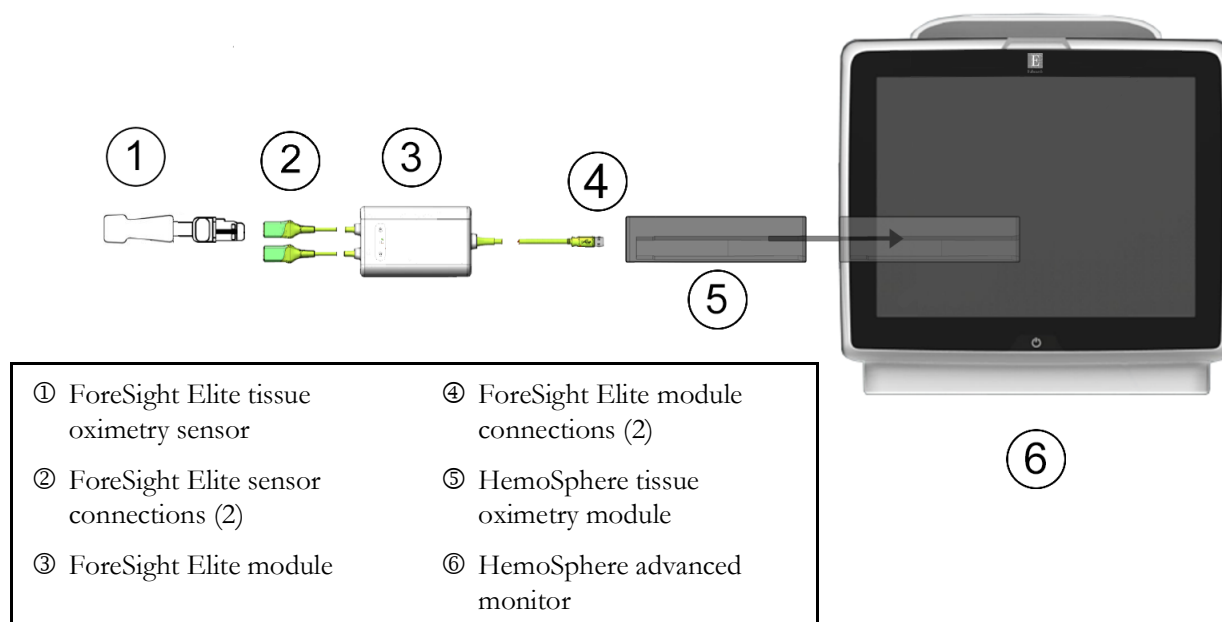 1
2
3
4
5
6
E
① ForeSight Elite tissue
oximetry sensor
② ForeSight Elite sensor
connections (2)
③ ForeSight Elite module
④ ForeSight Elite module
connections (2)
⑤ HemoSphere tissue
oximetry module
⑥ HemoSphere advanced
monitor